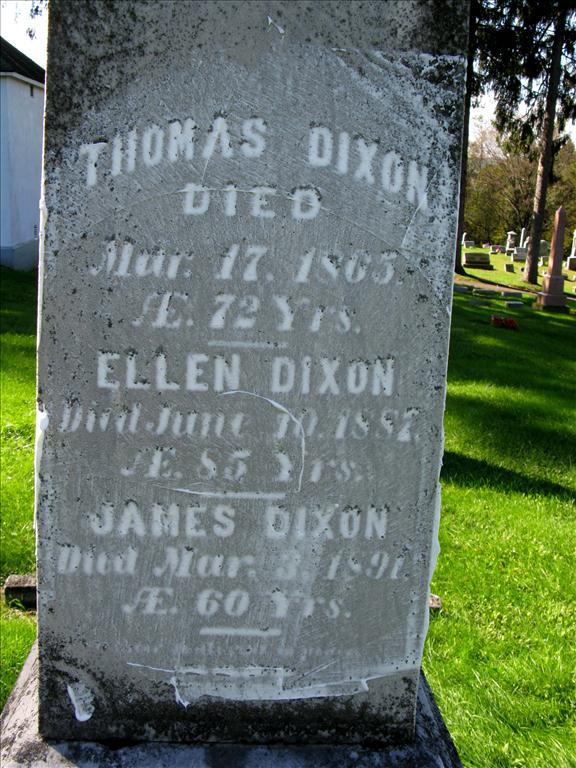 THOMAS DIXON
DIED
Mar. 17. 1865.
Æ. 72 Yrs.
ELLEN DIXON
Died June 10. 1887.
Æ. 85 Yrs.
JAMES DIXON
Died Mar. 3. 1891.
Æ. 60 Yrs.